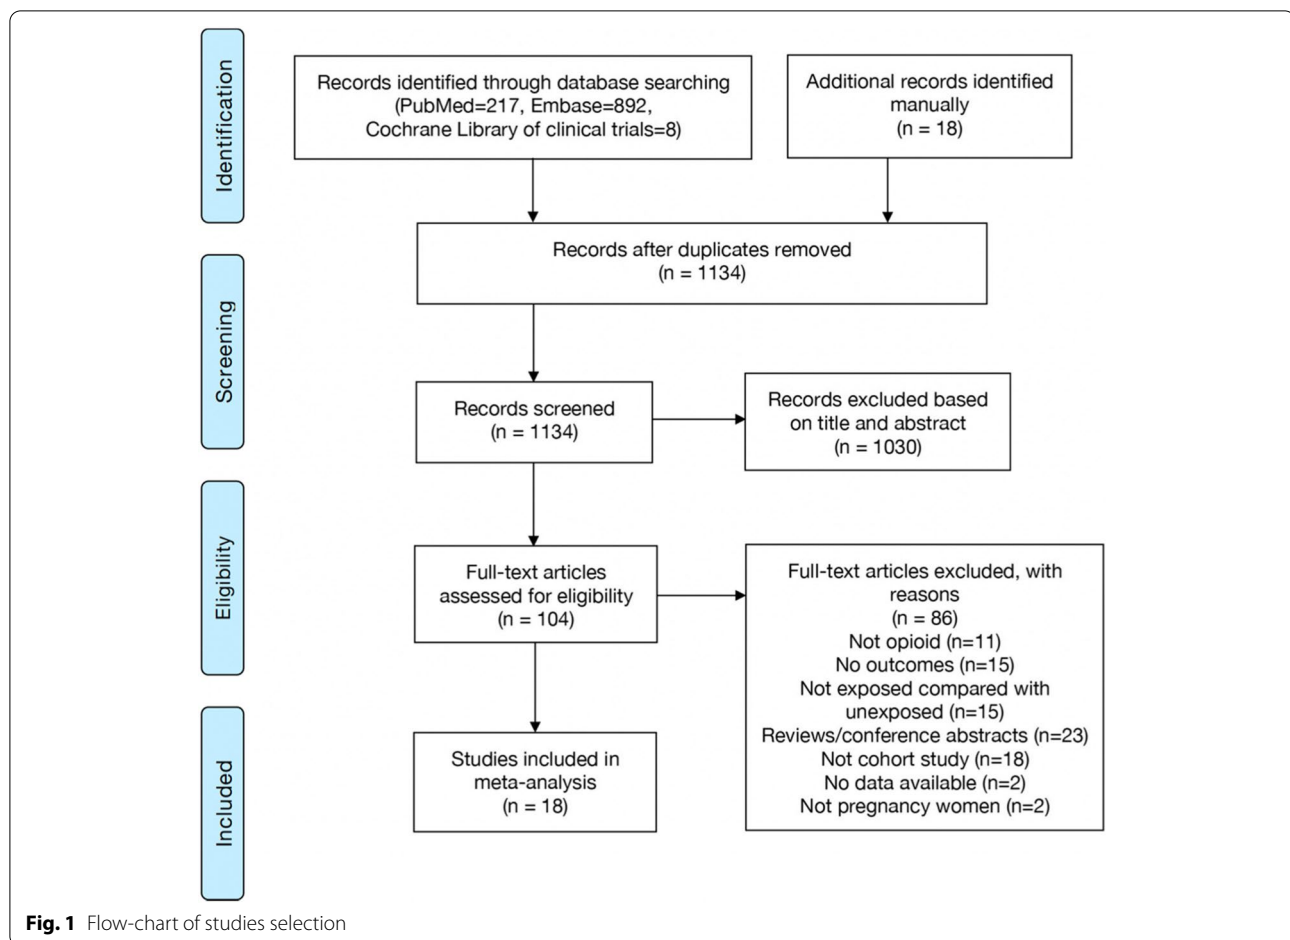 Identification
Records identified through database searching
(PubMed=217, Embase=892,
Cochrane Library of clinical trials=8)
Additional records identified
manually
(n = 18)
Records after duplicates removed
(n = 1134)
Screening
Records screened
(n = 1134)
Records excluded based
on title and abstract
(n = 1030)
Eligibility
Full-text articles
assessed for eligibility
(n = 104)
Full-text articles excluded, with
reasons
(n = 86)
Not opioid (n=11)
No outcomes (n=15)
Not exposed compared with
unexposed (n=15)
Reviews/conference abstracts (n=23)
Not cohort study (n=18)
No data available (n=2)
Not pregnancy women (n=2)
Included
Studies included in
meta-analysis
(n = 18)
Fig. 1 Flow-chart of studies selection